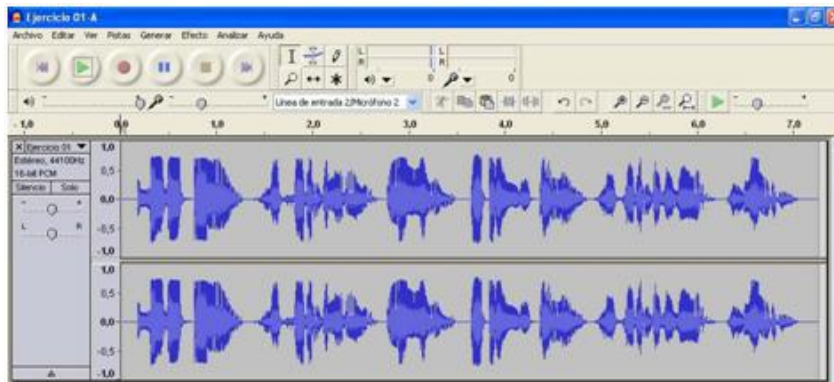 Ejercicio 01-A
Archivo Editar Ver Pistas Generar Efecto Analizar Ayuda
L
R
L
R
0
0
Línea de entrada 2/Micrófono 2
- 1,0 0,0 1,0 2,0 3,0 4,0 5,0 6,0 7,0
X Ejercicio 01
Estéreo, 44100Hz
16-bit PCM
Silencio Solo
- +
L R
1,0
0,5
0,0
-0,5
-1,0
1,0
0,5
0,0
-0,5
-1,0